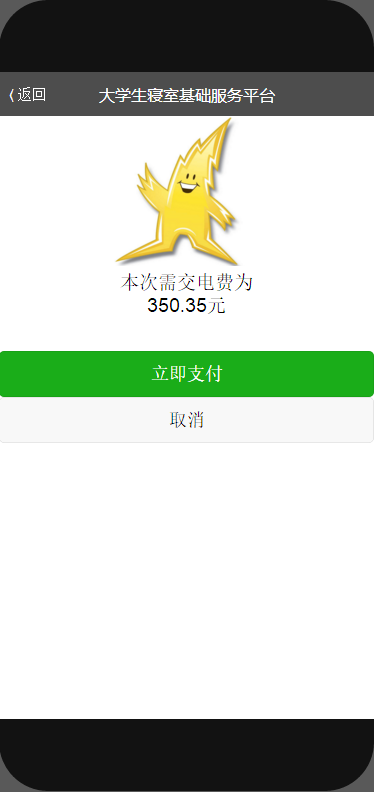 返回
大学生寝室基础服务平台
本次需交电费为
350.35元
立即支付
取消